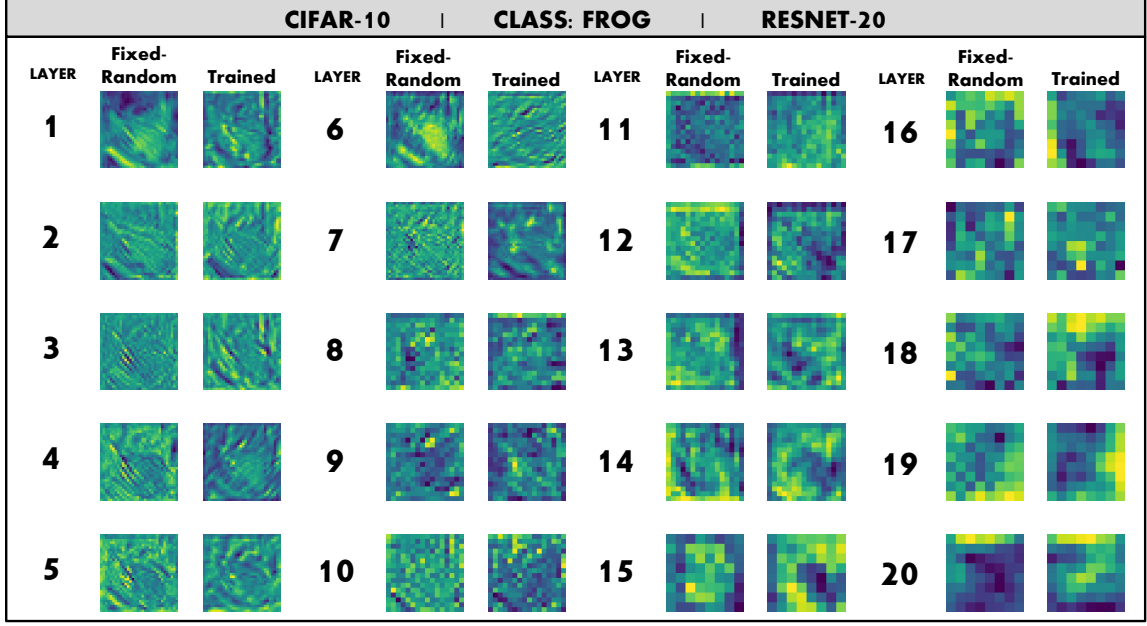 CIFAR-10 | CLASS: FROG | RESNET-20
LAYER Fixed-Random Trained LAYER Fixed-Random Trained LAYER Fixed-Random Trained LAYER Fixed-Random Trained
1 6 11 16
2 7 12 17
3 8 13 18
4 9 14 19
5 10 15 20